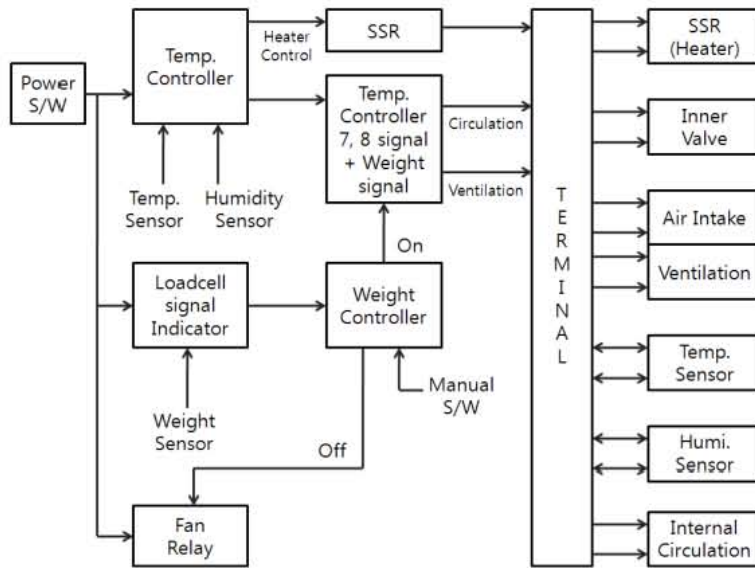 Power
S/W
Temp.
Controller
Heater
Control
SSR
Temp.
Controller
7, 8 signal
+ Weight
signal
Circulation
Ventilation
Temp.
Sensor
Humidity
Sensor
On
Loadcell
signal
Indicator
Weight
Controller
Weight
Sensor
Manual
S/W
Off
Fan
Relay
T
E
R
M
I
N
A
L
SSR
(Heater)
Inner
Valve
Air Intake
Ventilation
Temp.
Sensor
Humi.
Sensor
Internal
Circulation